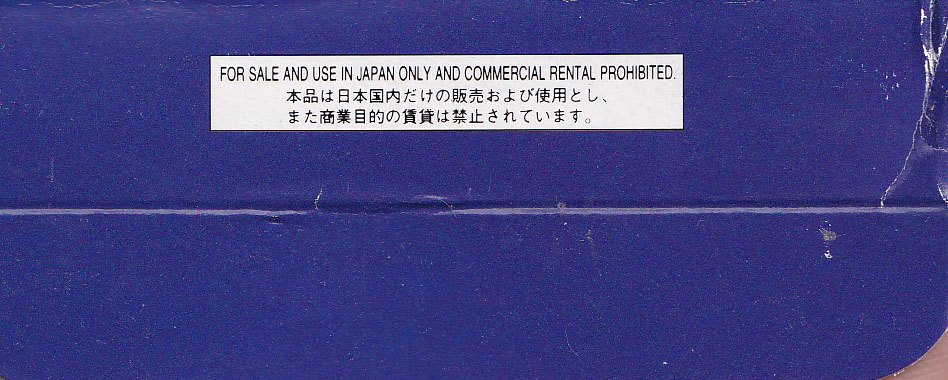 FOR SALE AND USE IN JAPAN ONLY AND COMMERCIAL RENTAL PROHIBITED.
本品は日本国内だけの販売および使用とし、
また商業目的の賃貸は禁止されています。